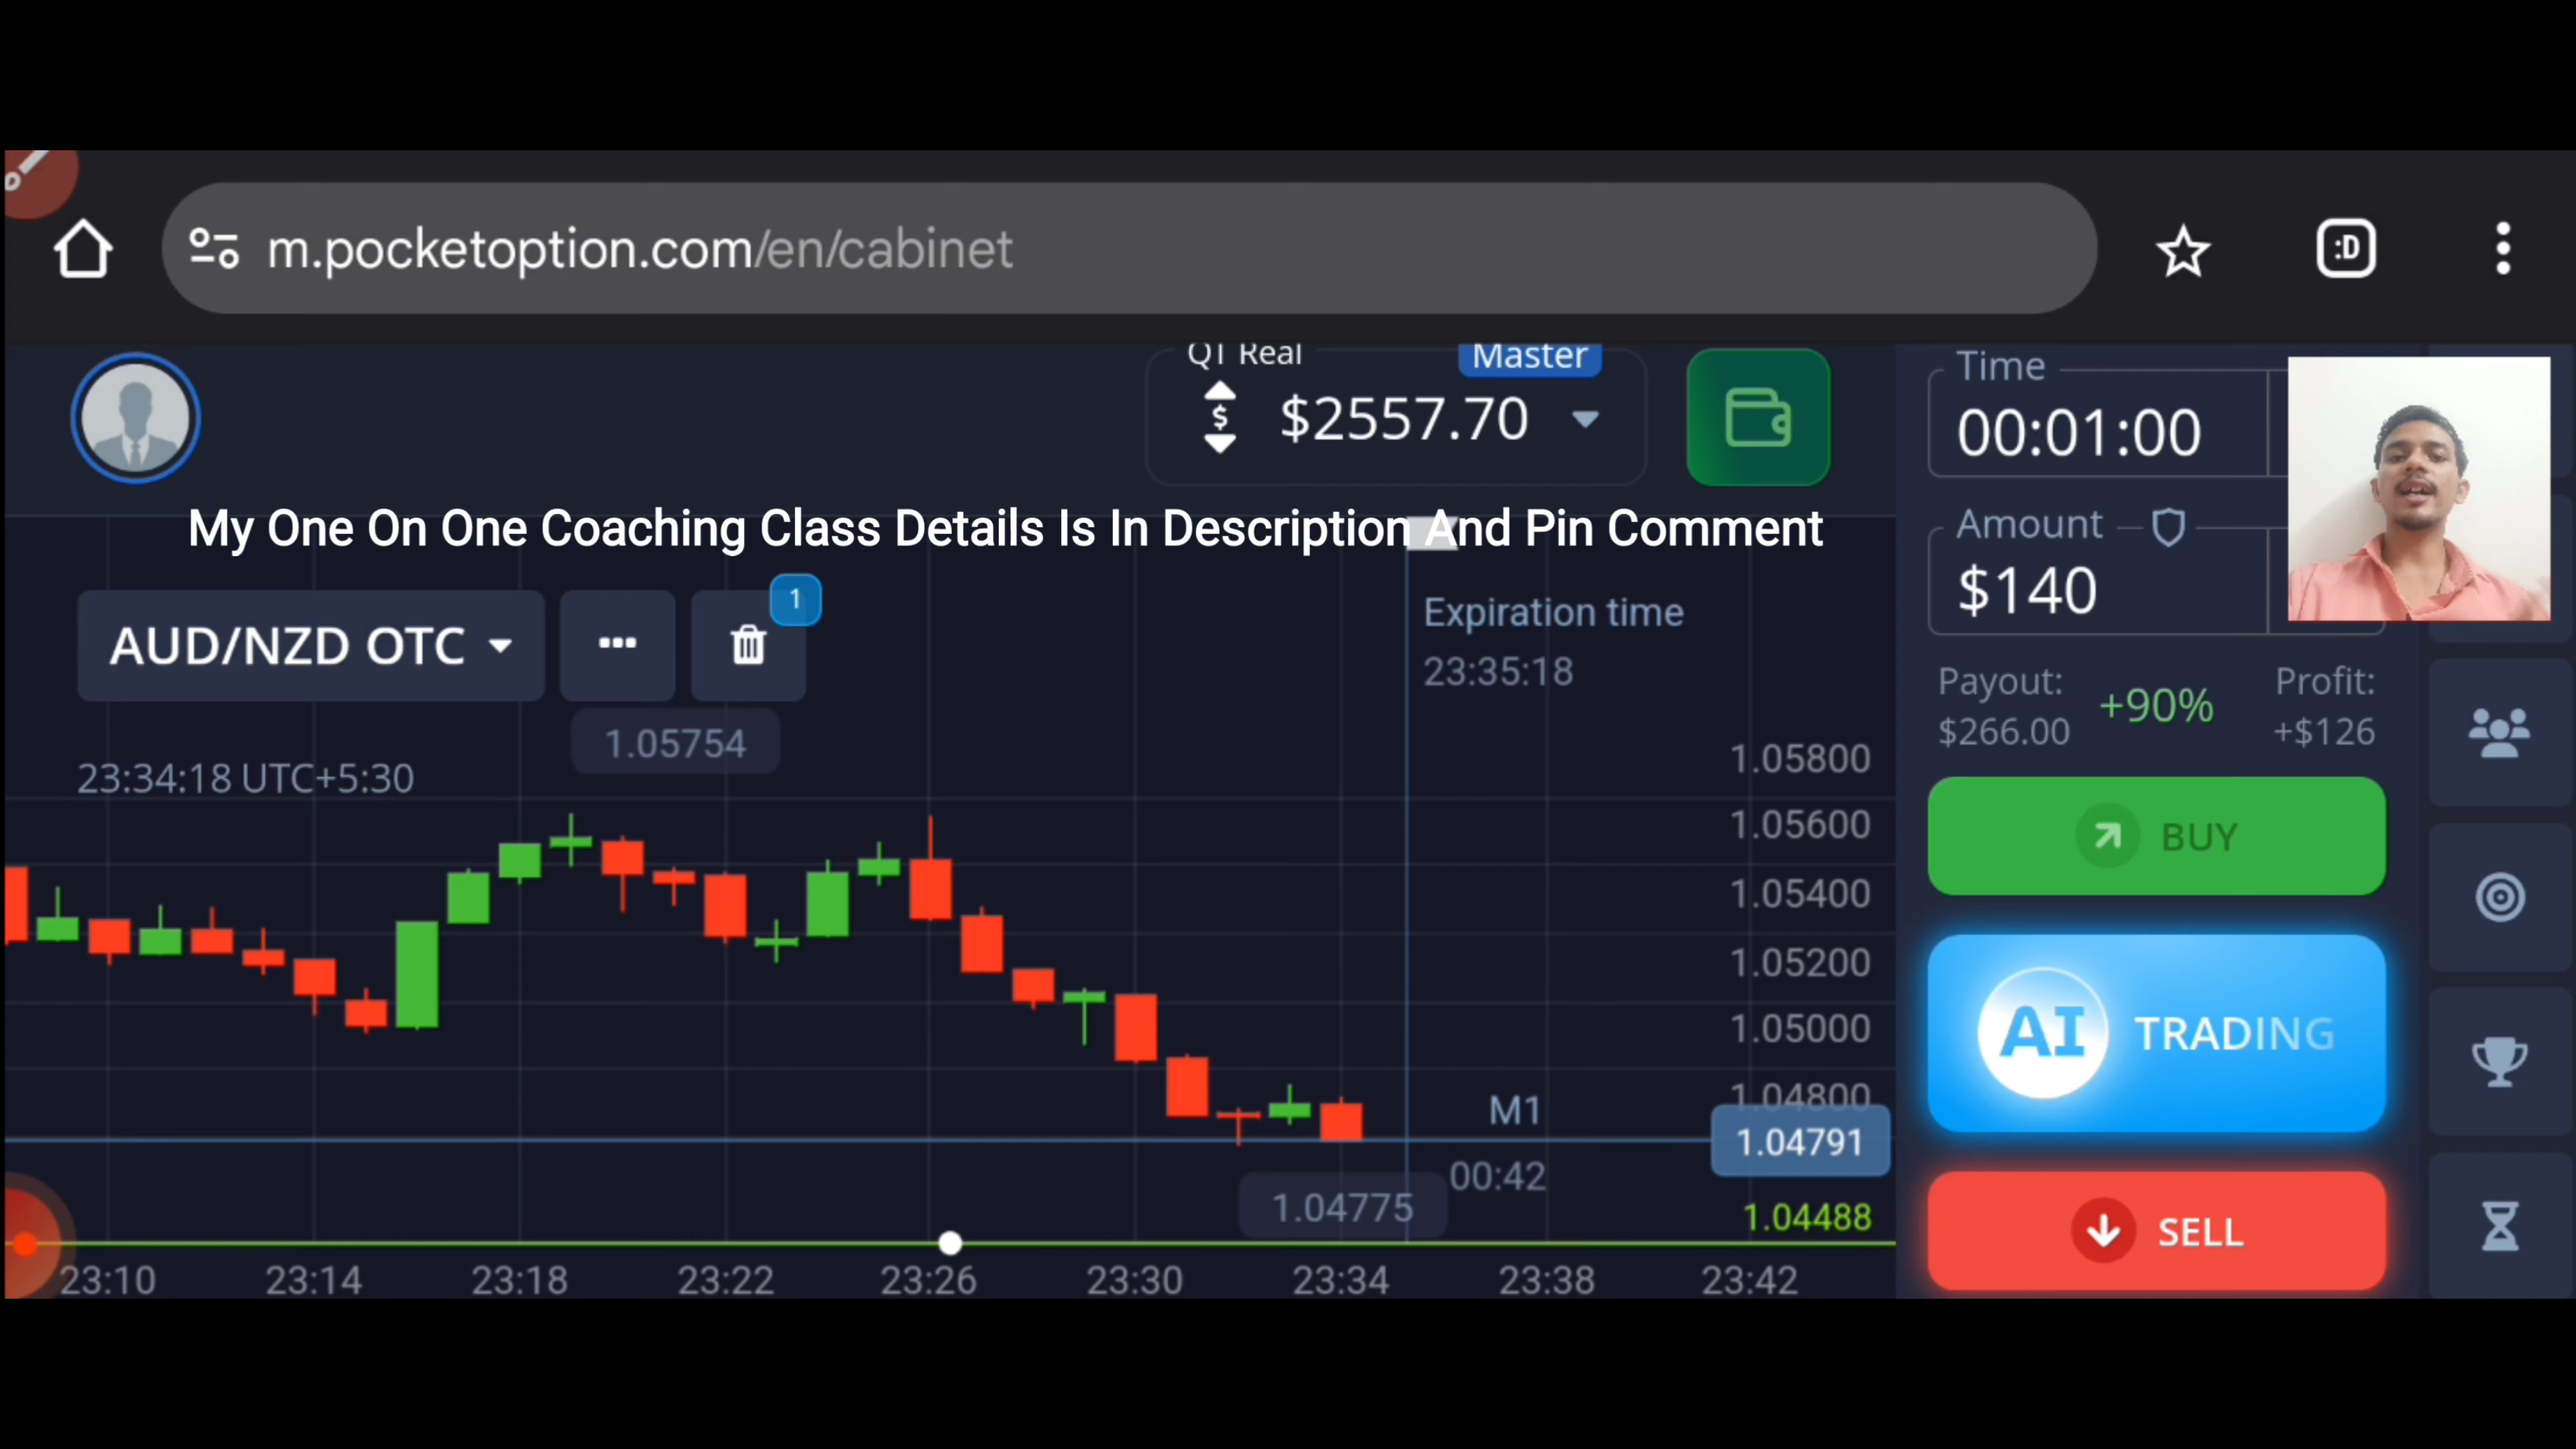 m.pocketoption.com/en/cabinet
:D
QT Real
Master
$
$2557.70
Time
00:01:00
My One On One Coaching Class Details Is In Description And Pin Comment
Amount
$140
AUD/NZD OTC
...
1
Expiration time
23:35:18
Payout:
$266.00
+90%
Profit:
+$126
1.05754
23:34:18 UTC+5:30
BUY
AI
TRADING
SELL
1.05800
1.05600
1.05400
1.05200
1.05000
1.04800
M1
1.04791
00:42
1.04775
1.04488
23:10
23:14
23:18
23:22
23:26
23:30
23:34
23:38
23:42